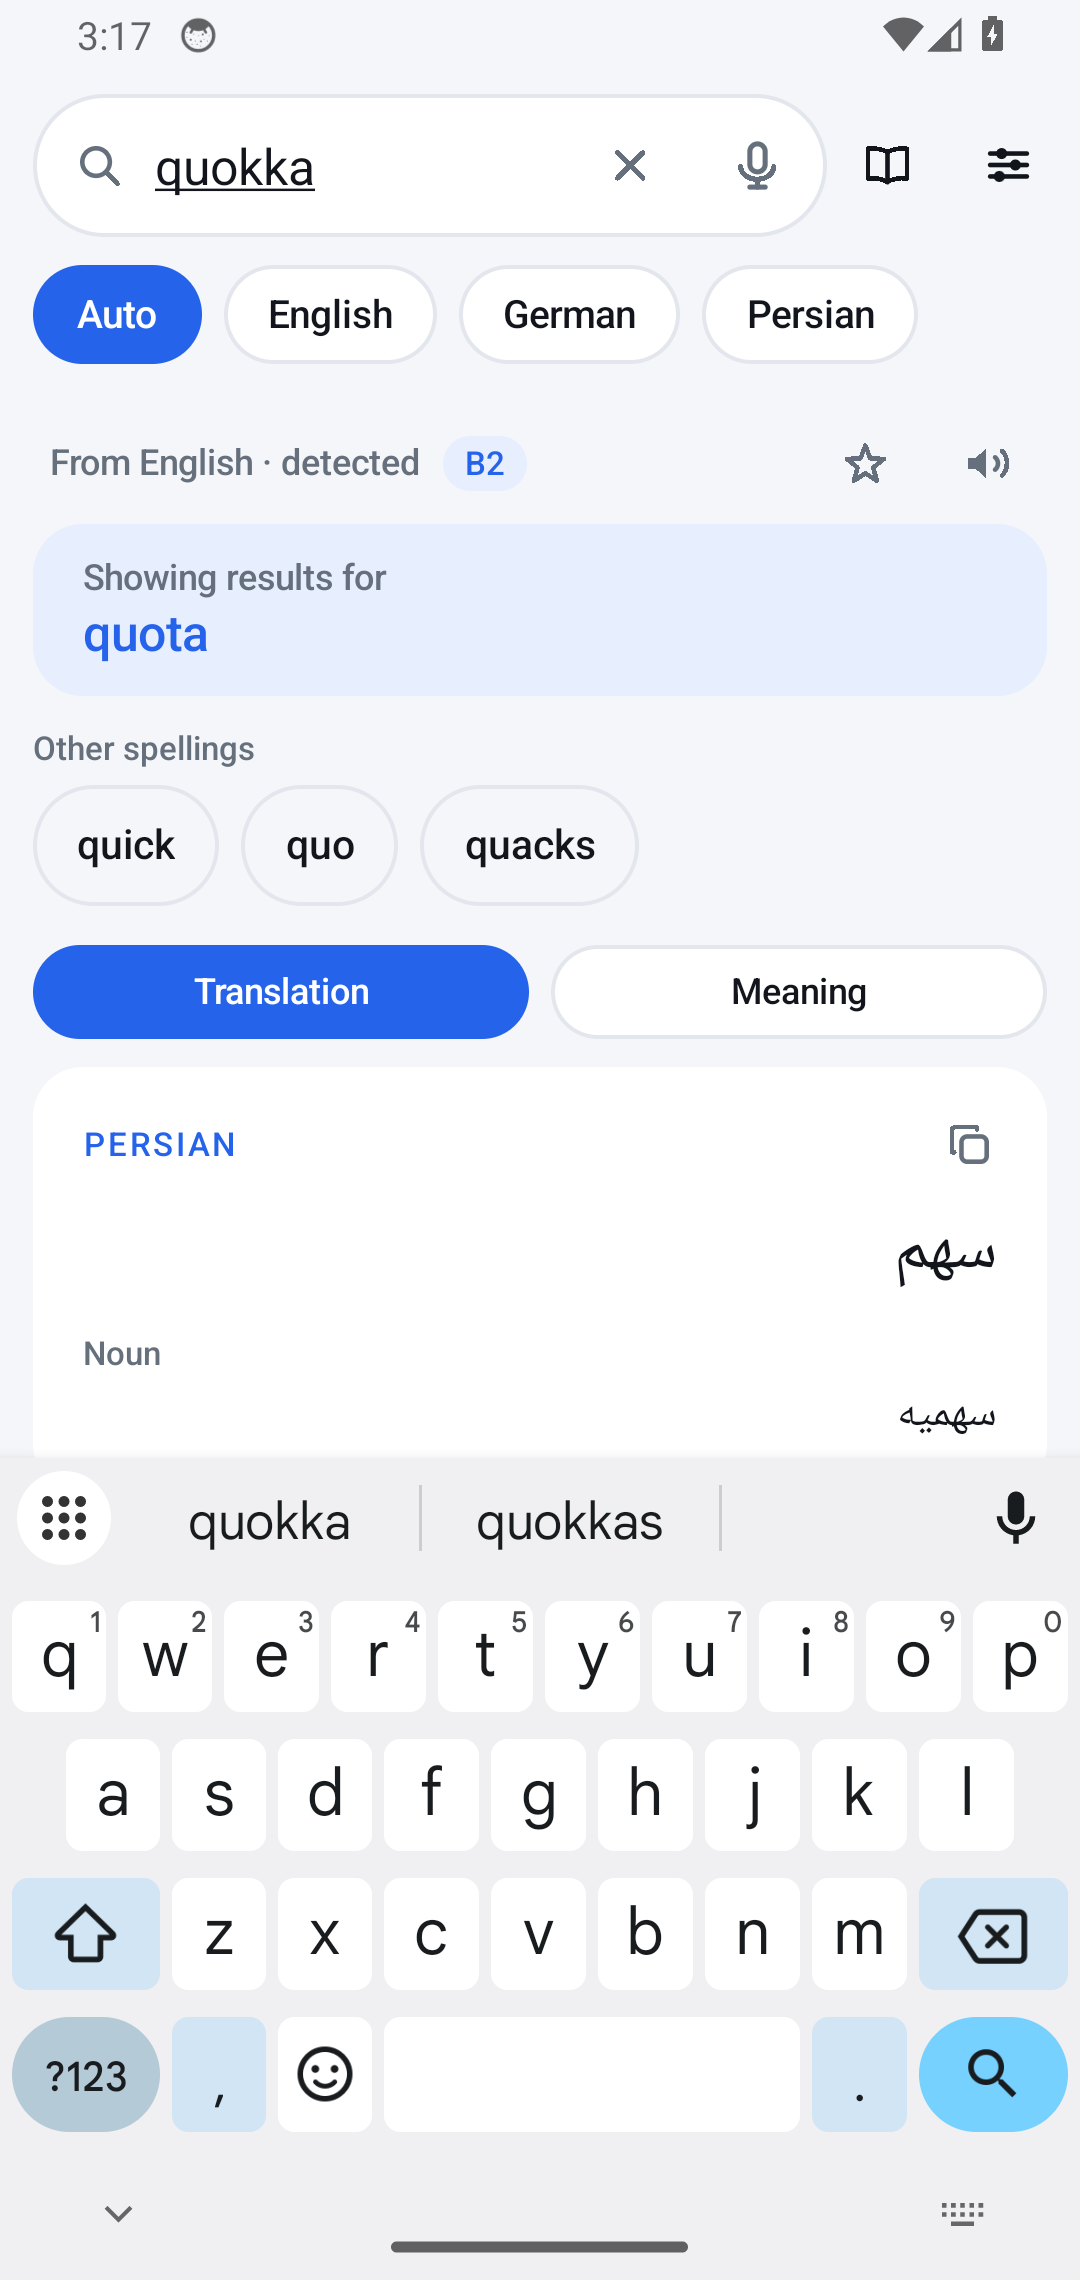 3:17
quokka
Auto English German Persian
From English · detected B2
Showing results for
quota
Other spellings
quick quo quacks
Translation Meaning
PERSIAN
سهم
Noun
سهمیه
quokka quokkas
q 1 w 2 e 3 r 4 t 5 y 6 u 7 i 8 o 9 p 0
a s d f g h j k l
z x c v b n m
?123 , .